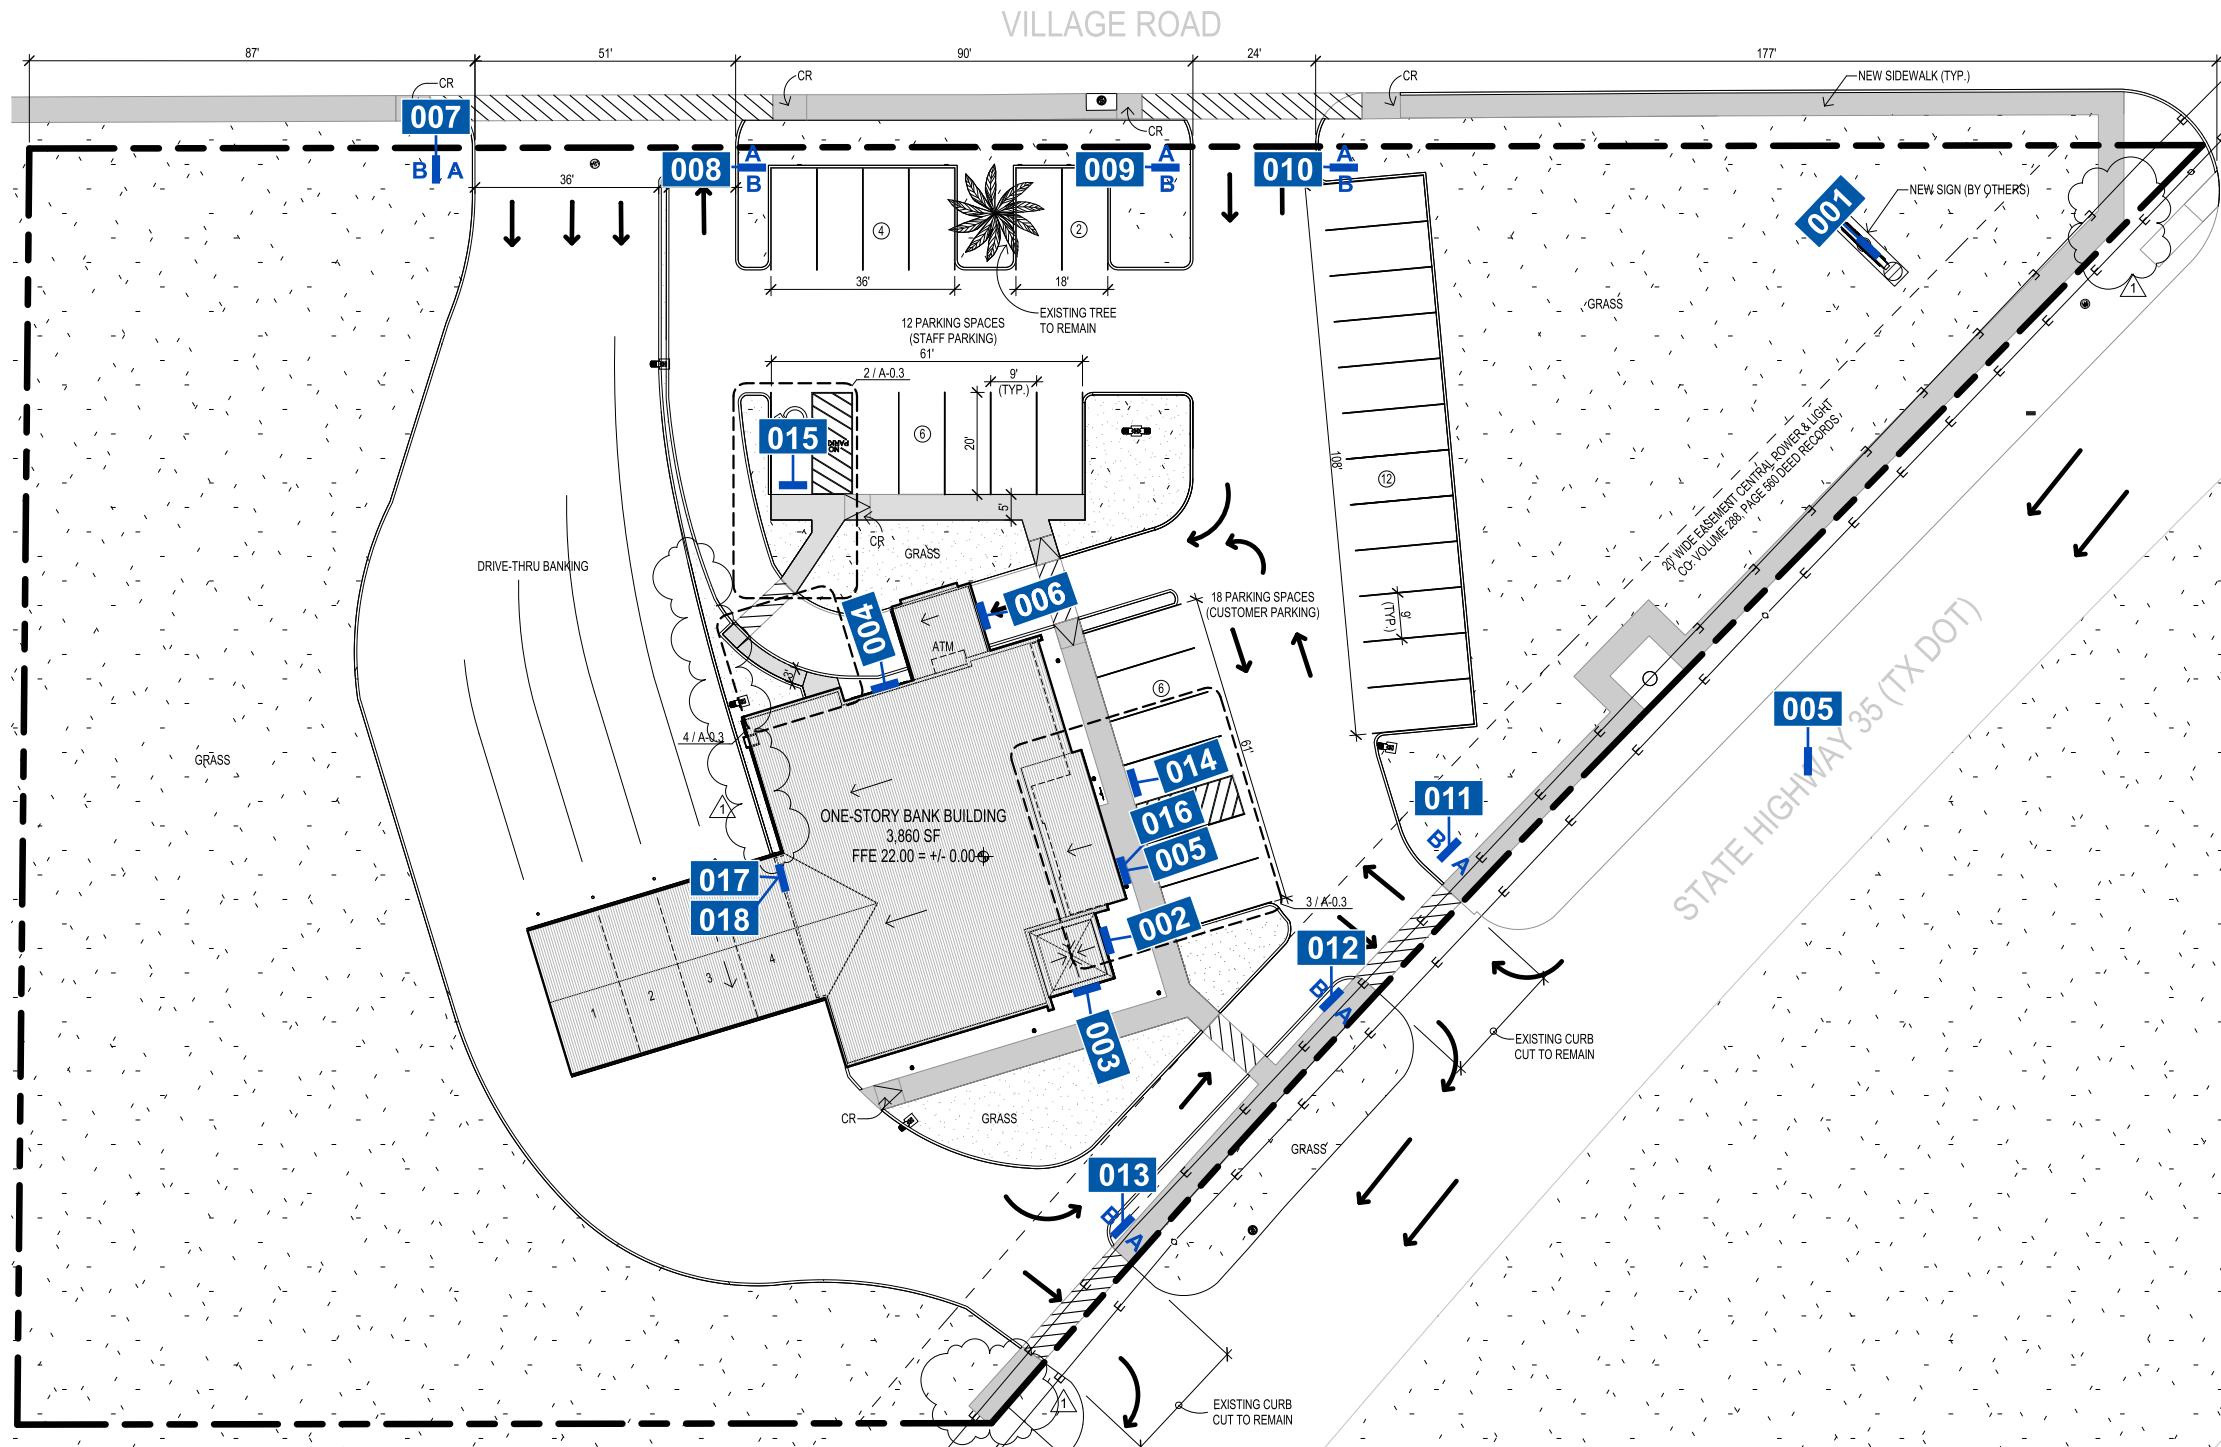 VILLAGE ROAD
87'
51'
90'
24'
177'
CR
CR
CR
NEW SIDEWALK (TYP.)
007
CR
B A
008
A
B
009
A
B
010
A
B
36'
001
NEW SIGN (BY OTHERS)
4
2
36'
18'
1
GRASS
EXISTING TREE
TO REMAIN
12 PARKING SPACES
(STAFF PARKING)
61'
2 / A-0.3
9'
(TYP.)
015
NO
PARKING
6
20'
108'
12
20' WIDE EASEMENT CENTRAL POWER & LIGHT
CO. VOLUME 288, PAGE 560 DEED RECORDS
5'
CR
GRASS
DRIVE-THRU BANKING
004
006
18 PARKING SPACES
(CUSTOMER PARKING)
9'
(TYP.)
ATM
3'
6
005
STATE HIGHWAY 35 (TX DOT)
4 / A-0.3
61'
GRASS
014
1
011
B
A
ONE-STORY BANK BUILDING
3,860 SF
FFE 22.00 = +/- 0.00
016
005
017
018
3 / A-0.3
002
012
B
A
1
2
3
4
003
EXISTING CURB
CUT TO REMAIN
CR
GRASS
GRASS
013
B
A
1
EXISTING CURB
CUT TO REMAIN
E E E E E E E E E E E E